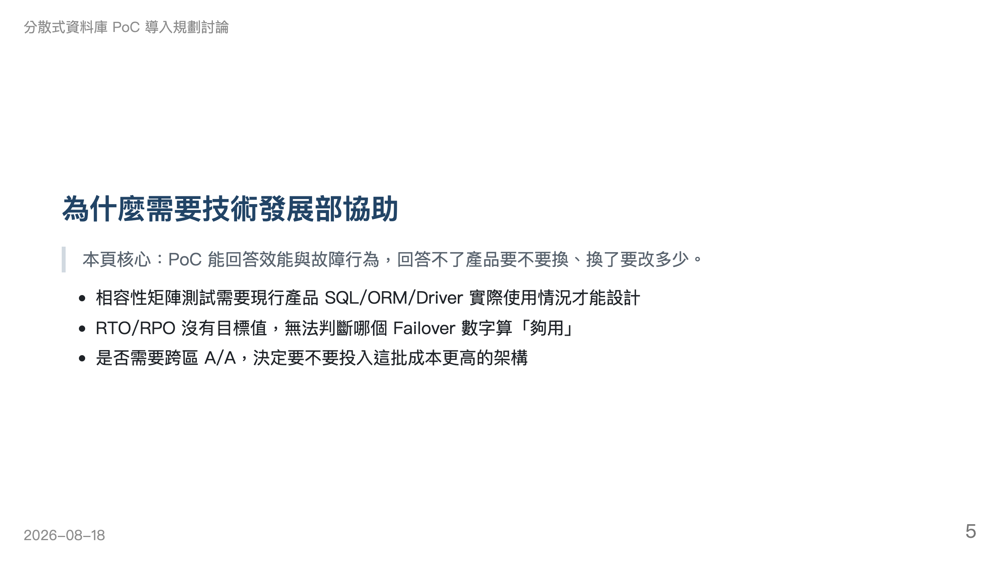 分散式資料庫 PoC 導入規劃討論
為什麼需要技術發展部協助
本頁核心：PoC 能回答效能與故障行為，回答不了產品要不要換、換了要改多少。
• 相容性矩陣測試需要現行產品 SQL/ORM/Driver 實際使用情況才能設計
• RTO/RPO 沒有目標值，無法判斷哪個 Failover 數字算「夠用」
• 是否需要跨區 A/A，決定要不要投入這批成本更高的架構
2026-08-18
5